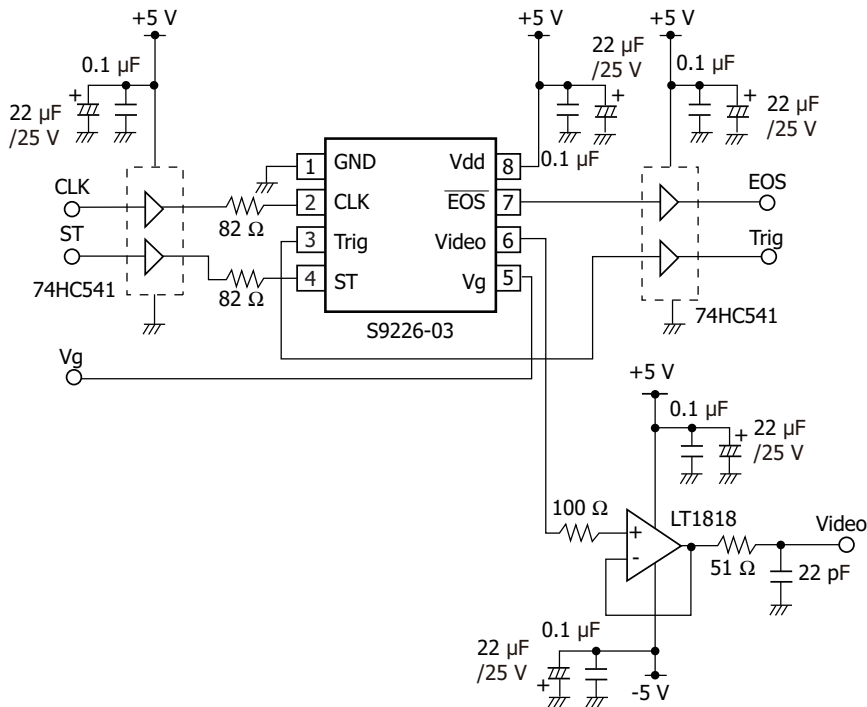 +5 V
+5 V
+5 V
0.1 µF
22 µF
/25 V
0.1 µF
22 µF
/25 V
22 µF
/25 V
0.1 µF
1
GND
Vdd
8
CLK
82 Ω
2
CLK
EOS
7
EOS
ST
3
Trig
Video
6
Trig
82 Ω
4
ST
Vg
5
74HC541
74HC541
S9226-03
Vg
+5 V
0.1 µF
22 µF
/25 V
100 Ω
LT1818
+
-
51 Ω
Video
22 pF
0.1 µF
22 µF
/25 V
-5 V